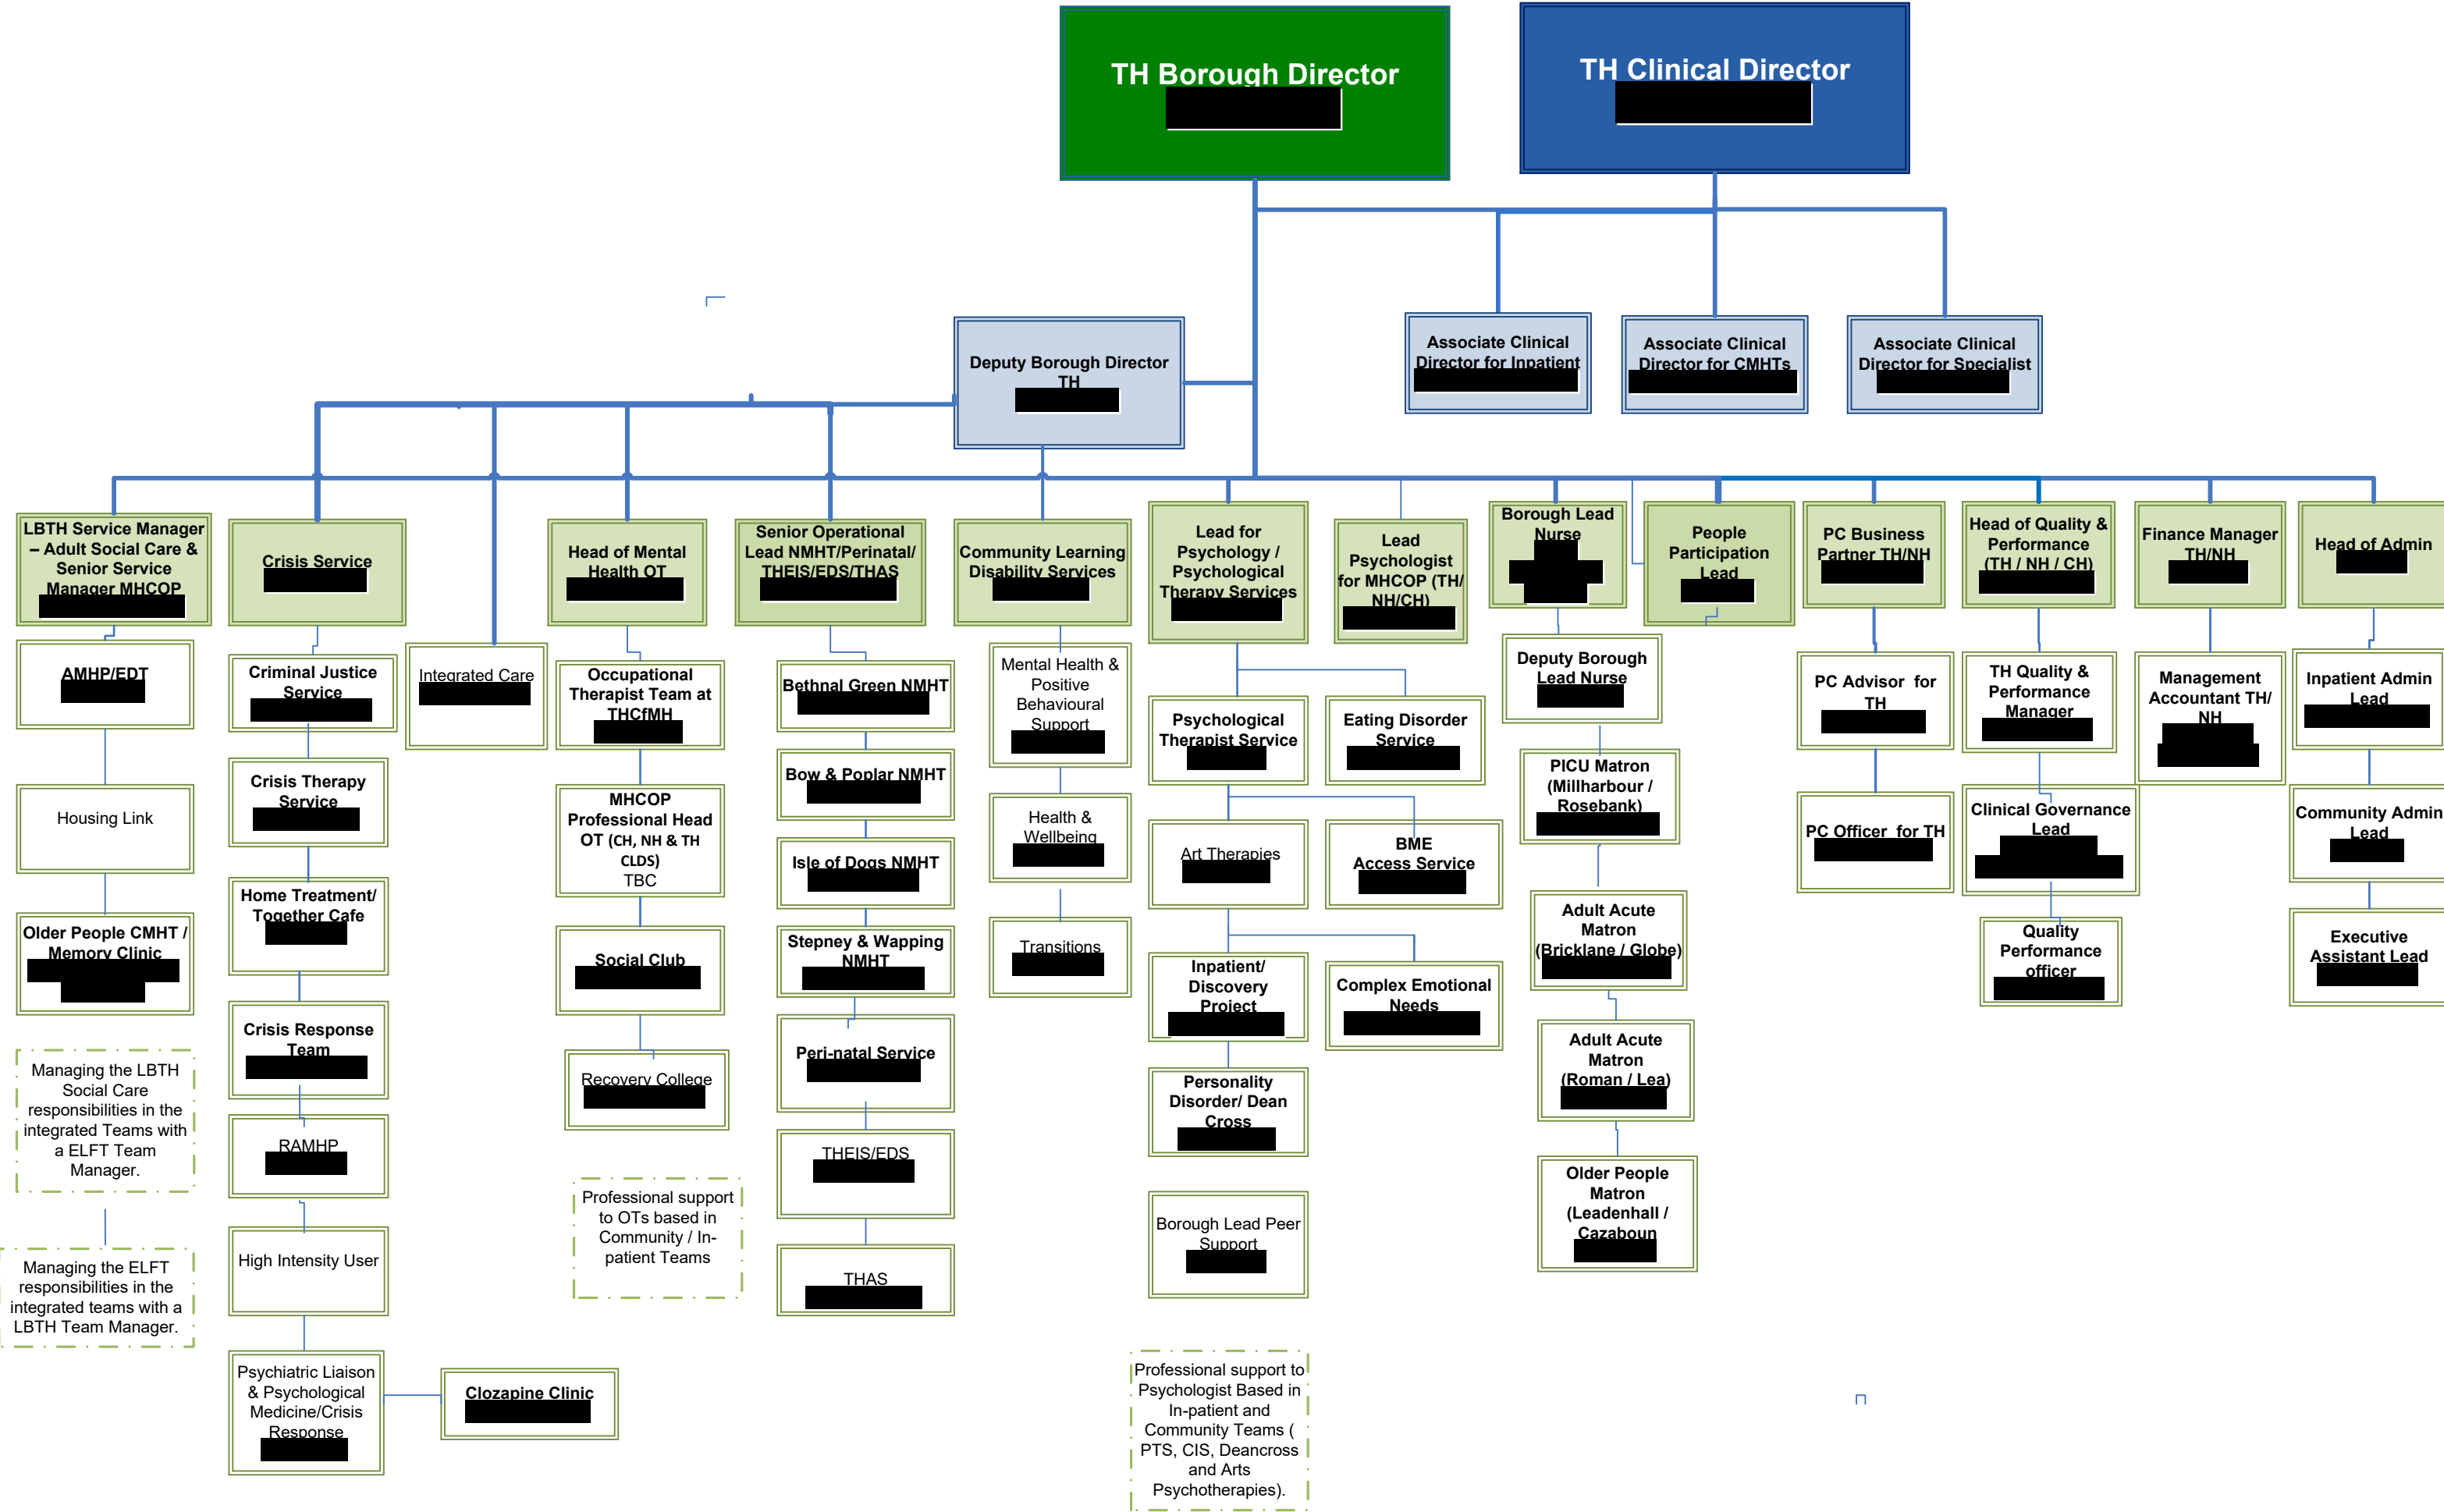 TH Borough Director
TH Clinical Director
Deputy Borough Director
TH
Associate Clinical
Director for Inpatient
Associate Clinical
Director for CMHTs
Associate Clinical
Director for Specialist
LBTH Service Manager
– Adult Social Care &
Senior Service
Manager MHCOP
Crisis Service
Head of Mental
Health OT
Senior Operational
Lead NMHT/Perinatal/
THEIS/EDS/THAS
Community Learning
Disability Services
Lead for
Psychology /
Psychological
Therapy Services
Lead
Psychologist
for MHCOP (TH/
NH/CH)
Borough Lead
Nurse
People
Participation
Lead
PC Business
Partner TH/NH
Head of Quality &
Performance
(TH / NH / CH)
Finance Manager
TH/NH
Head of Admin
AMHP/EDT
Housing Link
Older People CMHT /
Memory Clinic
Managing the LBTH
Social Care
responsibilities in the
integrated Teams with
a ELFT Team
Manager.
Managing the ELFT
responsibilities in the
integrated teams with a
LBTH Team Manager.
Criminal Justice
Service
Crisis Therapy
Service
Home Treatment/
Together Cafe
Crisis Response
Team
RAMHP
High Intensity User
Psychiatric Liaison
& Psychological
Medicine/Crisis
Response
Clozapine Clinic
Integrated Care
Occupational
Therapist Team at
THCfMH
MHCOP
Professional Head
OT (CH, NH & TH
CLDS)
TBC
Social Club
Recovery College
Professional support
to OTs based in
Community / In-
patient Teams
Bethnal Green NMHT
Bow & Poplar NMHT
Isle of Dogs NMHT
Stepney & Wapping
NMHT
Peri-natal Service
THEIS/EDS
THAS
Mental Health &
Positive
Behavioural
Support
Health &
Wellbeing
Transitions
Psychological
Therapist Service
Eating Disorder
Service
Art Therapies
BME
Access Service
Inpatient/
Discovery
Project
Complex Emotional
Needs
Personality
Disorder/ Dean
Cross
Borough Lead Peer
Support
Professional support to
Psychologist Based in
In-patient and
Community Teams (
PTS, CIS, Deancross
and Arts
Psychotherapies).
Deputy Borough
Lead Nurse
PICU Matron
(Millharbour /
Rosebank)
Adult Acute
Matron
(Bricklane / Globe)
Adult Acute
Matron
(Roman / Lea)
Older People
Matron
(Leadenhall /
Cazaboun
PC Advisor for
TH
PC Officer for TH
TH Quality &
Performance
Manager
Clinical Governance
Lead
Quality
Performance
officer
Management
Accountant TH/
NH
Inpatient Admin
Lead
Community Admin
Lead
Executive
Assistant Lead